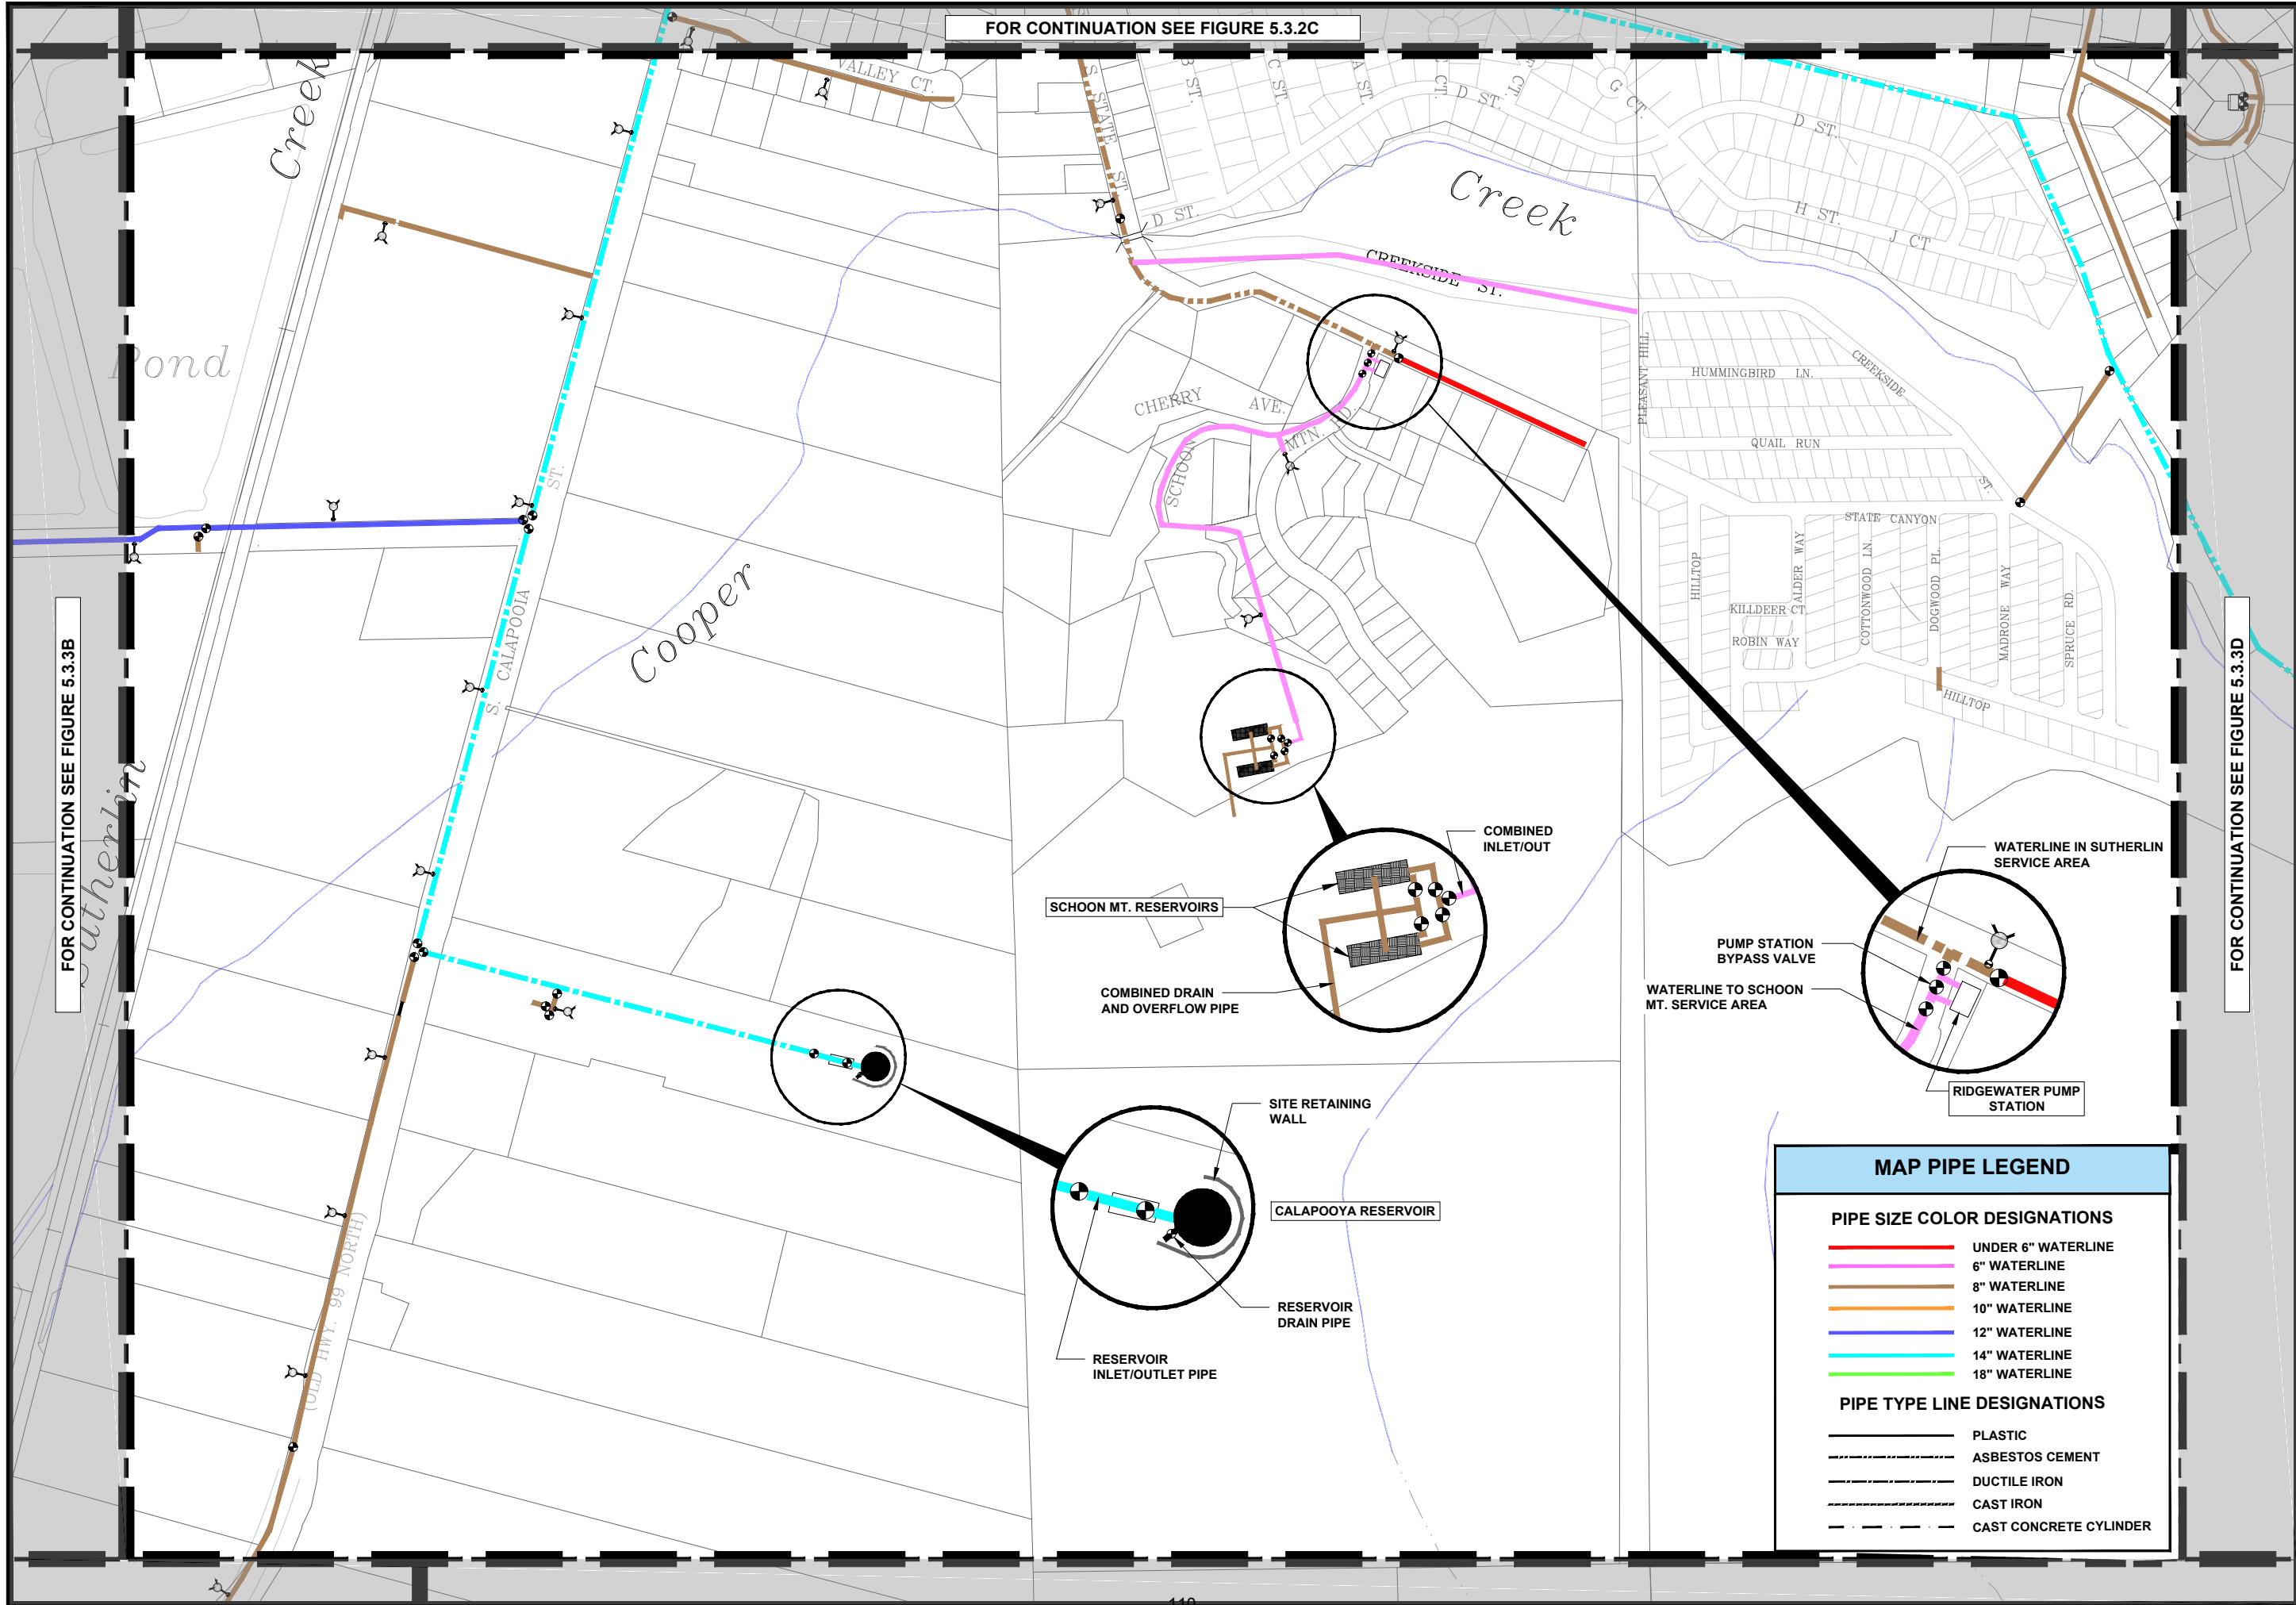 FOR CONTINUATION SEE FIGURE 5.3.2C
Creek
VALLEY CT.
S STATE ST
B ST.
C ST.
A ST.
D ST.
G CT.
D ST.
D ST.
Creek
H ST.
J CT
CREEKSIDE ST.
Pond
PLEASANT HILL
HUMMINGBIRD LN.
CREEKSIDE
ST.
CHERRY AVE.
MTN. RD.
QUAIL RUN
SCHOON
S. CALAPOOIA ST.
STATE CANYON
HILLTOP
ALDER WAY
COTTONWOOD LN.
DOGWOOD PL.
MADRONE WAY
SPRUCE RD.
KILLDEER CT.
ROBIN WAY
HILLTOP
Cooper
FOR CONTINUATION SEE FIGURE 5.3.3B
Sutherlin
FOR CONTINUATION SEE FIGURE 5.3.3D
COMBINED
INLET/OUT
SCHOON MT. RESERVOIRS
COMBINED DRAIN
AND OVERFLOW PIPE
WATERLINE IN SUTHERLIN
SERVICE AREA
PUMP STATION
BYPASS VALVE
WATERLINE TO SCHOON
MT. SERVICE AREA
RIDGEWATER PUMP
STATION
SITE RETAINING
WALL
CALAPOOYA RESERVOIR
RESERVOIR
DRAIN PIPE
RESERVOIR
INLET/OUTLET PIPE
(OLD HWY. 99 NORTH)
MAP PIPE LEGEND
PIPE SIZE COLOR DESIGNATIONS
UNDER 6" WATERLINE
6" WATERLINE
8" WATERLINE
10" WATERLINE
12" WATERLINE
14" WATERLINE
18" WATERLINE
PIPE TYPE LINE DESIGNATIONS
PLASTIC
ASBESTOS CEMENT
DUCTILE IRON
CAST IRON
CAST CONCRETE CYLINDER
110